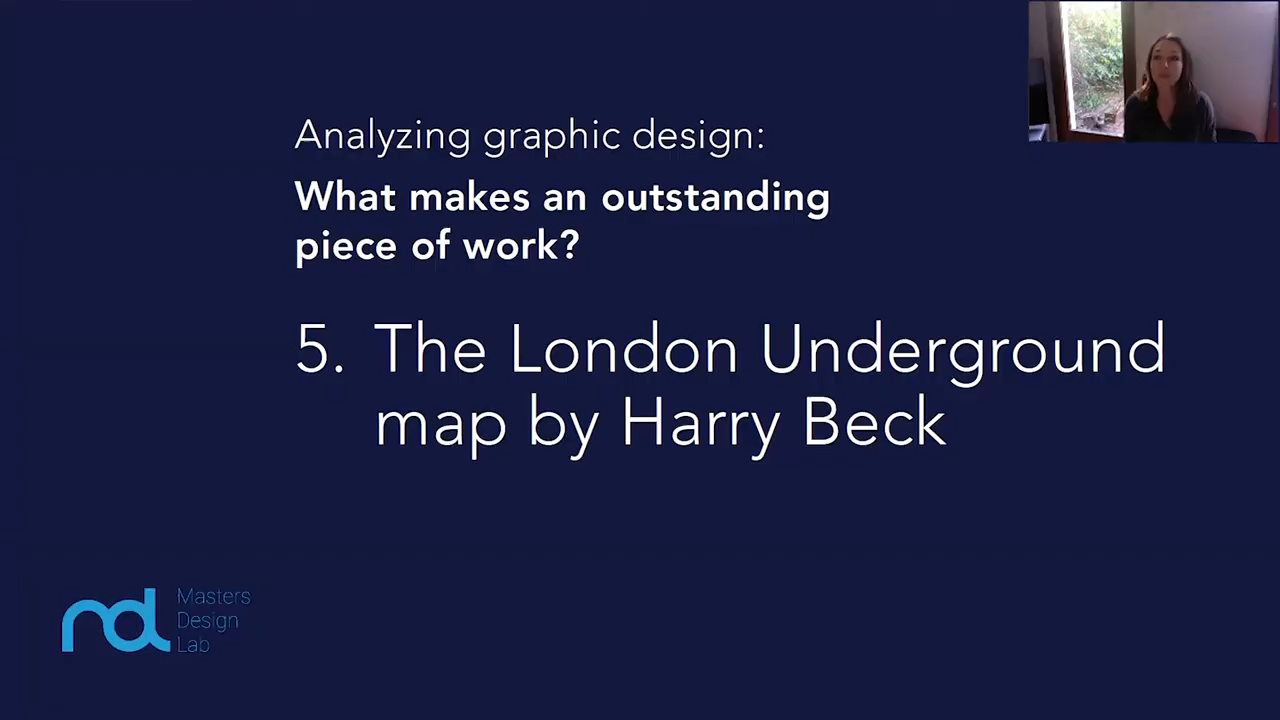 Analyzing graphic design:
What makes an outstanding
piece of work?
5. The London Underground
map by Harry Beck
Masters
Design
Lab